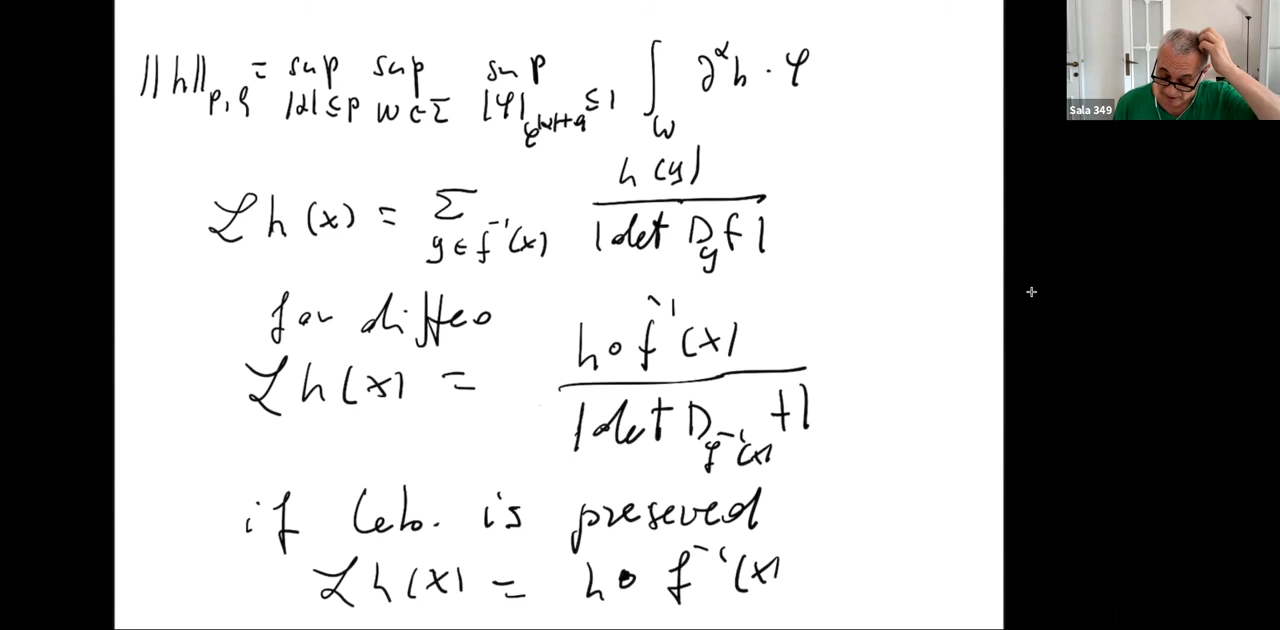 ||h||_{p,q} = sup_{|α|≤p} sup_{W∈Σ} sup_{|φ|_{C^{|α|+q}}≤1} ∫_W ∂^α h · φ
ℒh(x) = Σ_{y∈f^{-1}(x)} h(y) / |det D_y f|
for diffeo
ℒh(x) = h∘f^{-1}(x) / |det D_{f^{-1}(x)} f|
if Leb. is preseved
ℒh(x) = h∘f^{-1}(x)
Sala 349